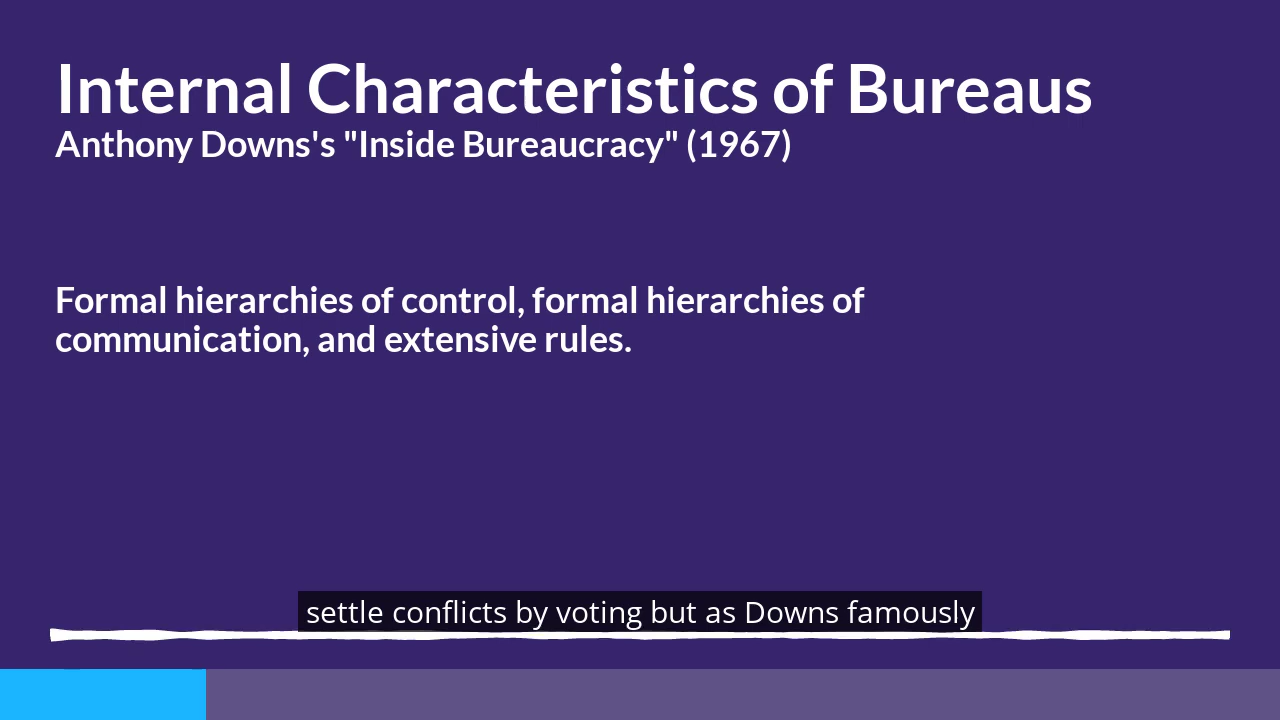 Internal Characteristics of Bureaus
Anthony Downs's "Inside Bureaucracy" (1967)
Formal hierarchies of control, formal hierarchies of
communication, and extensive rules.
settle conflicts by voting but as Downs famously